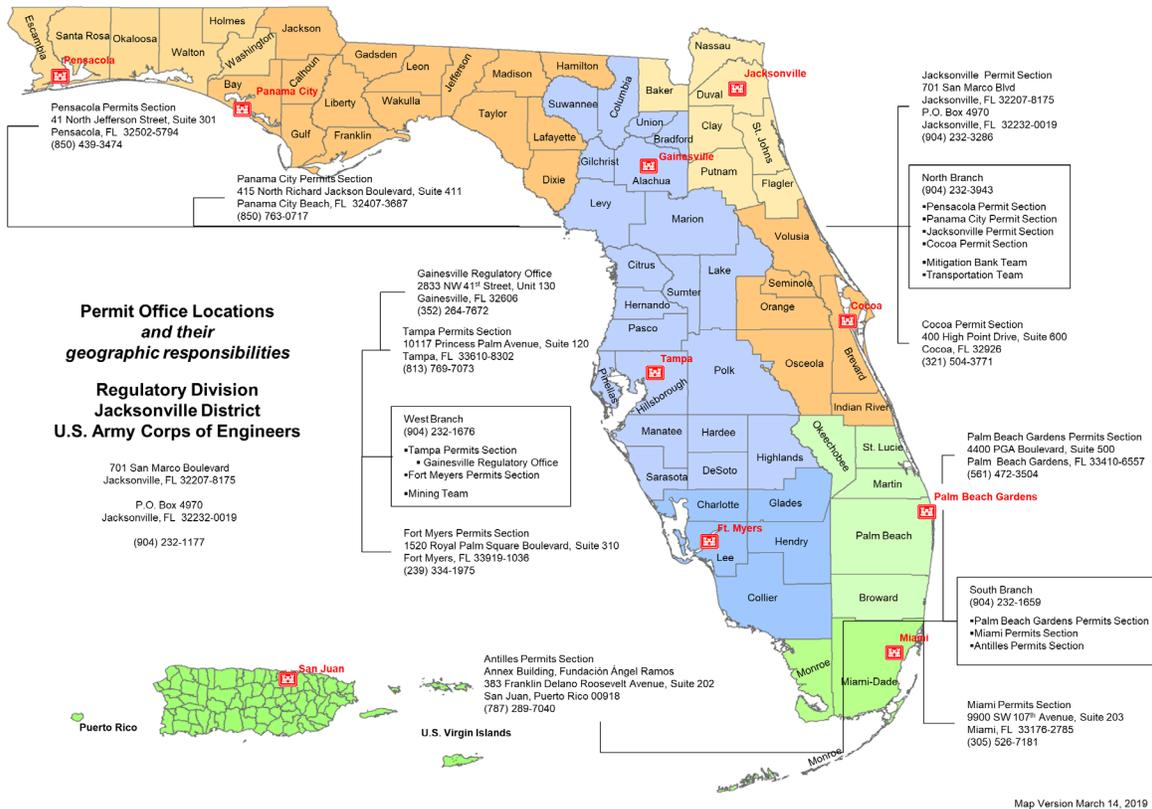 Escambia
Santa Rosa
Okaloosa
Walton
Holmes
Washington
Jackson
Bay
Calhoun
Gulf
Liberty
Gadsden
Franklin
Leon
Wakulla
Jefferson
Madison
Taylor
Hamilton
Lafayette
Dixie
Suwannee
Columbia
Baker
Nassau
Duval
Union
Bradford
Clay
St. Johns
Gilchrist
Alachua
Putnam
Flagler
Levy
Marion
Volusia
Citrus
Sumter
Lake
Hernando
Pasco
Seminole
Orange
Brevard
Osceola
Pinellas
Hillsborough
Polk
Indian River
Manatee
Hardee
Highlands
Okeechobee
St. Lucie
Sarasota
DeSoto
Martin
Charlotte
Glades
Lee
Hendry
Palm Beach
Collier
Broward
Monroe
Miami-Dade
Monroe
Pensacola
Panama City
Jacksonville
Gainesville
Cocoa
Tampa
Palm Beach Gardens
Ft. Myers
Miami
San Juan
Pensacola Permits Section
41 North Jefferson Street, Suite 301
Pensacola, FL 32502-5794
(850) 439-3474
Panama City Permits Section
415 North Richard Jackson Boulevard, Suite 411
Panama City Beach, FL 32407-3687
(850) 763-0717
Jacksonville Permit Section
701 San Marco Blvd
Jacksonville, FL 32207-8175
P.O. Box 4970
Jacksonville, FL 32232-0019
(904) 232-3286
North Branch
(904) 232-3943
▪Pensacola Permit Section
▪Panama City Permit Section
▪Jacksonville Permit Section
▪Cocoa Permit Section
▪Mitigation Bank Team
▪Transportation Team
Cocoa Permit Section
400 High Point Drive, Suite 600
Cocoa, FL 32926
(321) 504-3771
Gainesville Regulatory Office
2833 NW 41st Street, Unit 130
Gainesville, FL 32606
(352) 264-7672
Tampa Permits Section
10117 Princess Palm Avenue, Suite 120
Tampa, FL 33610-8302
(813) 769-7073
Permit Office Locations
and their
geographic responsibilities
Regulatory Division
Jacksonville District
U.S. Army Corps of Engineers
701 San Marco Boulevard
Jacksonville, FL 32207-8175
P.O. Box 4970
Jacksonville, FL 32232-0019
(904) 232-1177
West Branch
(904) 232-1676
▪Tampa Permits Section
▪ Gainesville Regulatory Office
▪Fort Meyers Permits Section
▪Mining Team
Fort Myers Permits Section
1520 Royal Palm Square Boulevard, Suite 310
Fort Myers, FL 33919-1036
(239) 334-1975
Palm Beach Gardens Permits Section
4400 PGA Boulevard, Suite 500
Palm Beach Gardens, FL 33410-6557
(561) 472-3504
South Branch
(904) 232-1659
▪Palm Beach Gardens Permits Section
▪Miami Permits Section
▪Antilles Permits Section
Antilles Permits Section
Annex Building, Fundación Ángel Ramos
383 Franklin Delano Roosevelt Avenue, Suite 202
San Juan, Puerto Rico 00918
(787) 289-7040
Miami Permits Section
9900 SW 107th Avenue, Suite 203
Miami, FL 33176-2785
(305) 526-7181
Puerto Rico
U.S. Virgin Islands
Map Version March 14, 2019